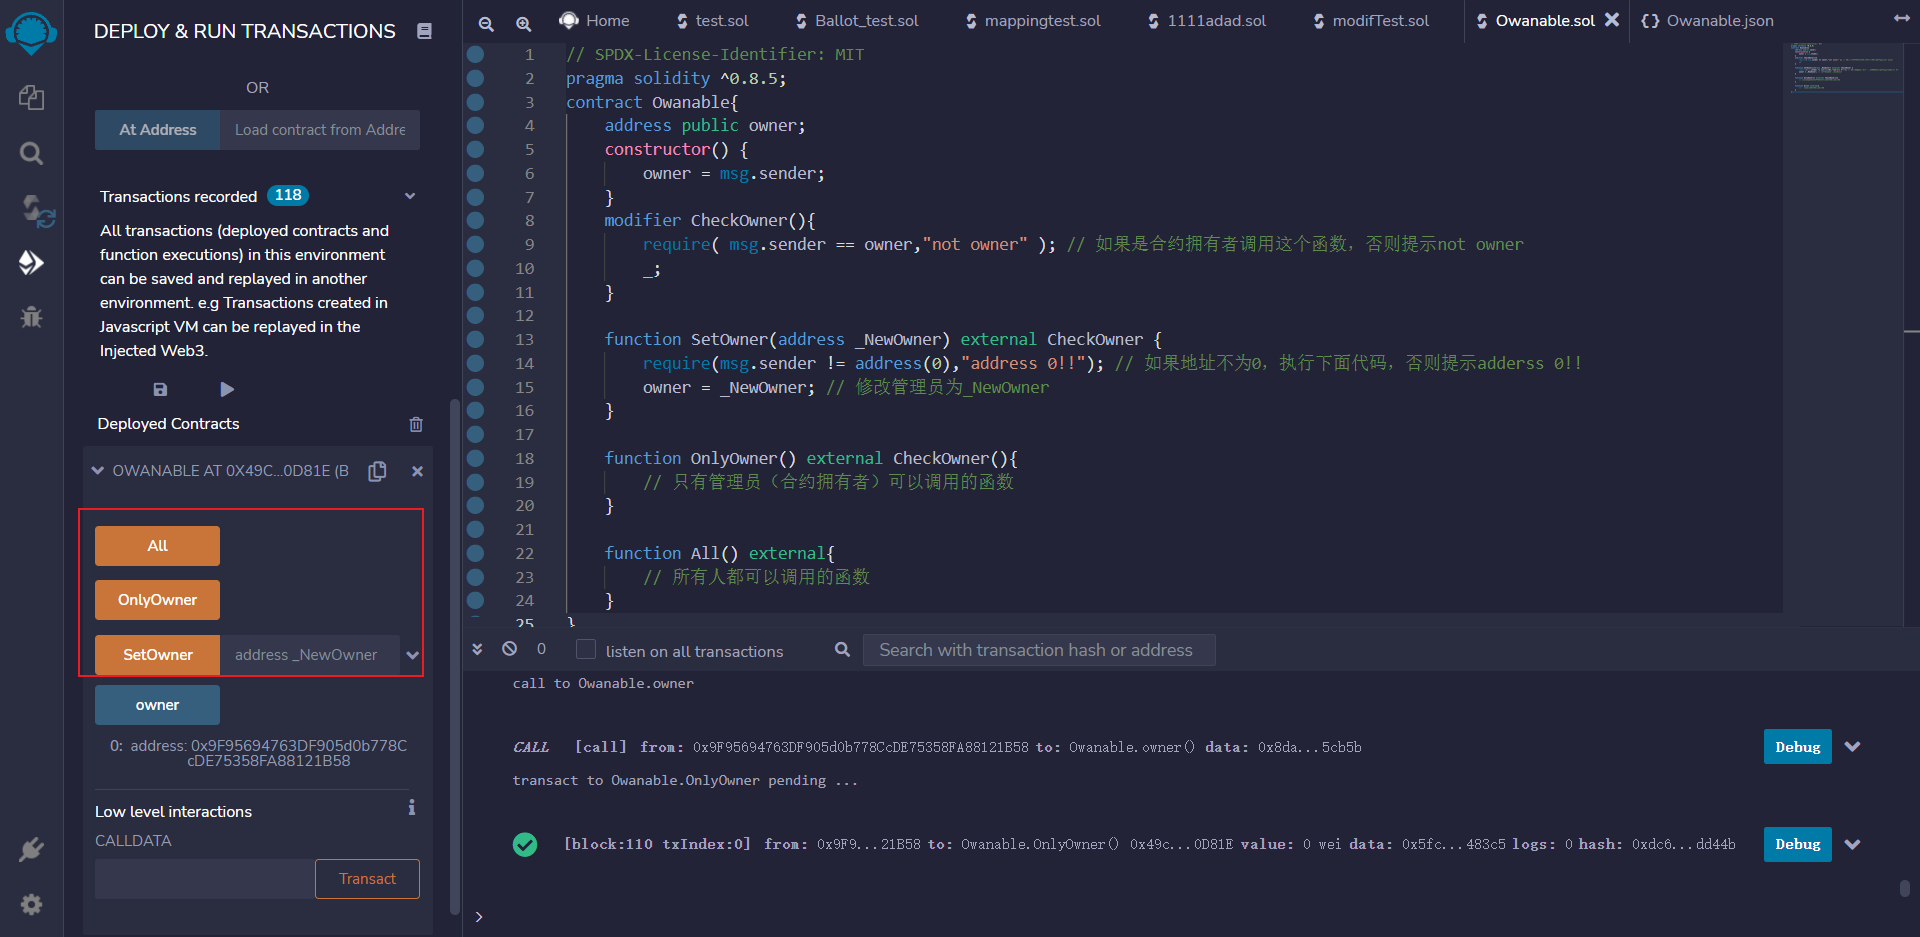 DEPLOY & RUN TRANSACTIONS
OR
At Address
Load contract from Addre
Transactions recorded 118
All transactions (deployed contracts and
function executions) in this environment
can be saved and replayed in another
environment. e.g Transactions created in
Javascript VM can be replayed in the
Injected Web3.
Deployed Contracts
OWANABLE AT 0X49C...0D81E (B
All
OnlyOwner
SetOwner
address _NewOwner
owner
0: address: 0x9F95694763DF905d0b778C
cDE75358FA88121B58
Low level interactions
CALLDATA
Transact
Home
test.sol
Ballot_test.sol
mappingtest.sol
1111adad.sol
modifTest.sol
Owanable.sol
Owanable.json
1 // SPDX-License-Identifier: MIT
2 pragma solidity ^0.8.5;
3 contract Owanable{
4 address public owner;
5 constructor() {
6 owner = msg.sender;
7 }
8 modifier CheckOwner(){
9 require( msg.sender == owner,"not owner" ); // 如果是合约拥有者调用这个函数，否则提示not owner
10 _;
11 }
12
13 function SetOwner(address _NewOwner) external CheckOwner {
14 require(msg.sender != address(0),"address 0!!"); // 如果地址不为0，执行下面代码，否则提示adderss 0!!
15 owner = _NewOwner; // 修改管理员为_NewOwner
16 }
17
18 function OnlyOwner() external CheckOwner(){
19 // 只有管理员（合约拥有者）可以调用的函数
20 }
21
22 function All() external{
23 // 所有人都可以调用的函数
24 }
25 }
0
listen on all transactions
Search with transaction hash or address
call to Owanable.owner
CALL [call] from: 0x9F95694763DF905d0b778CcDE75358FA88121B58 to: Owanable.owner() data: 0x8da...5cb5b
Debug
transact to Owanable.OnlyOwner pending ...
[block:110 txIndex:0] from: 0x9F9...21B58 to: Owanable.OnlyOwner() 0x49c...0D81E value: 0 wei data: 0x5fc...483c5 logs: 0 hash: 0xdc6...dd44b
Debug
>